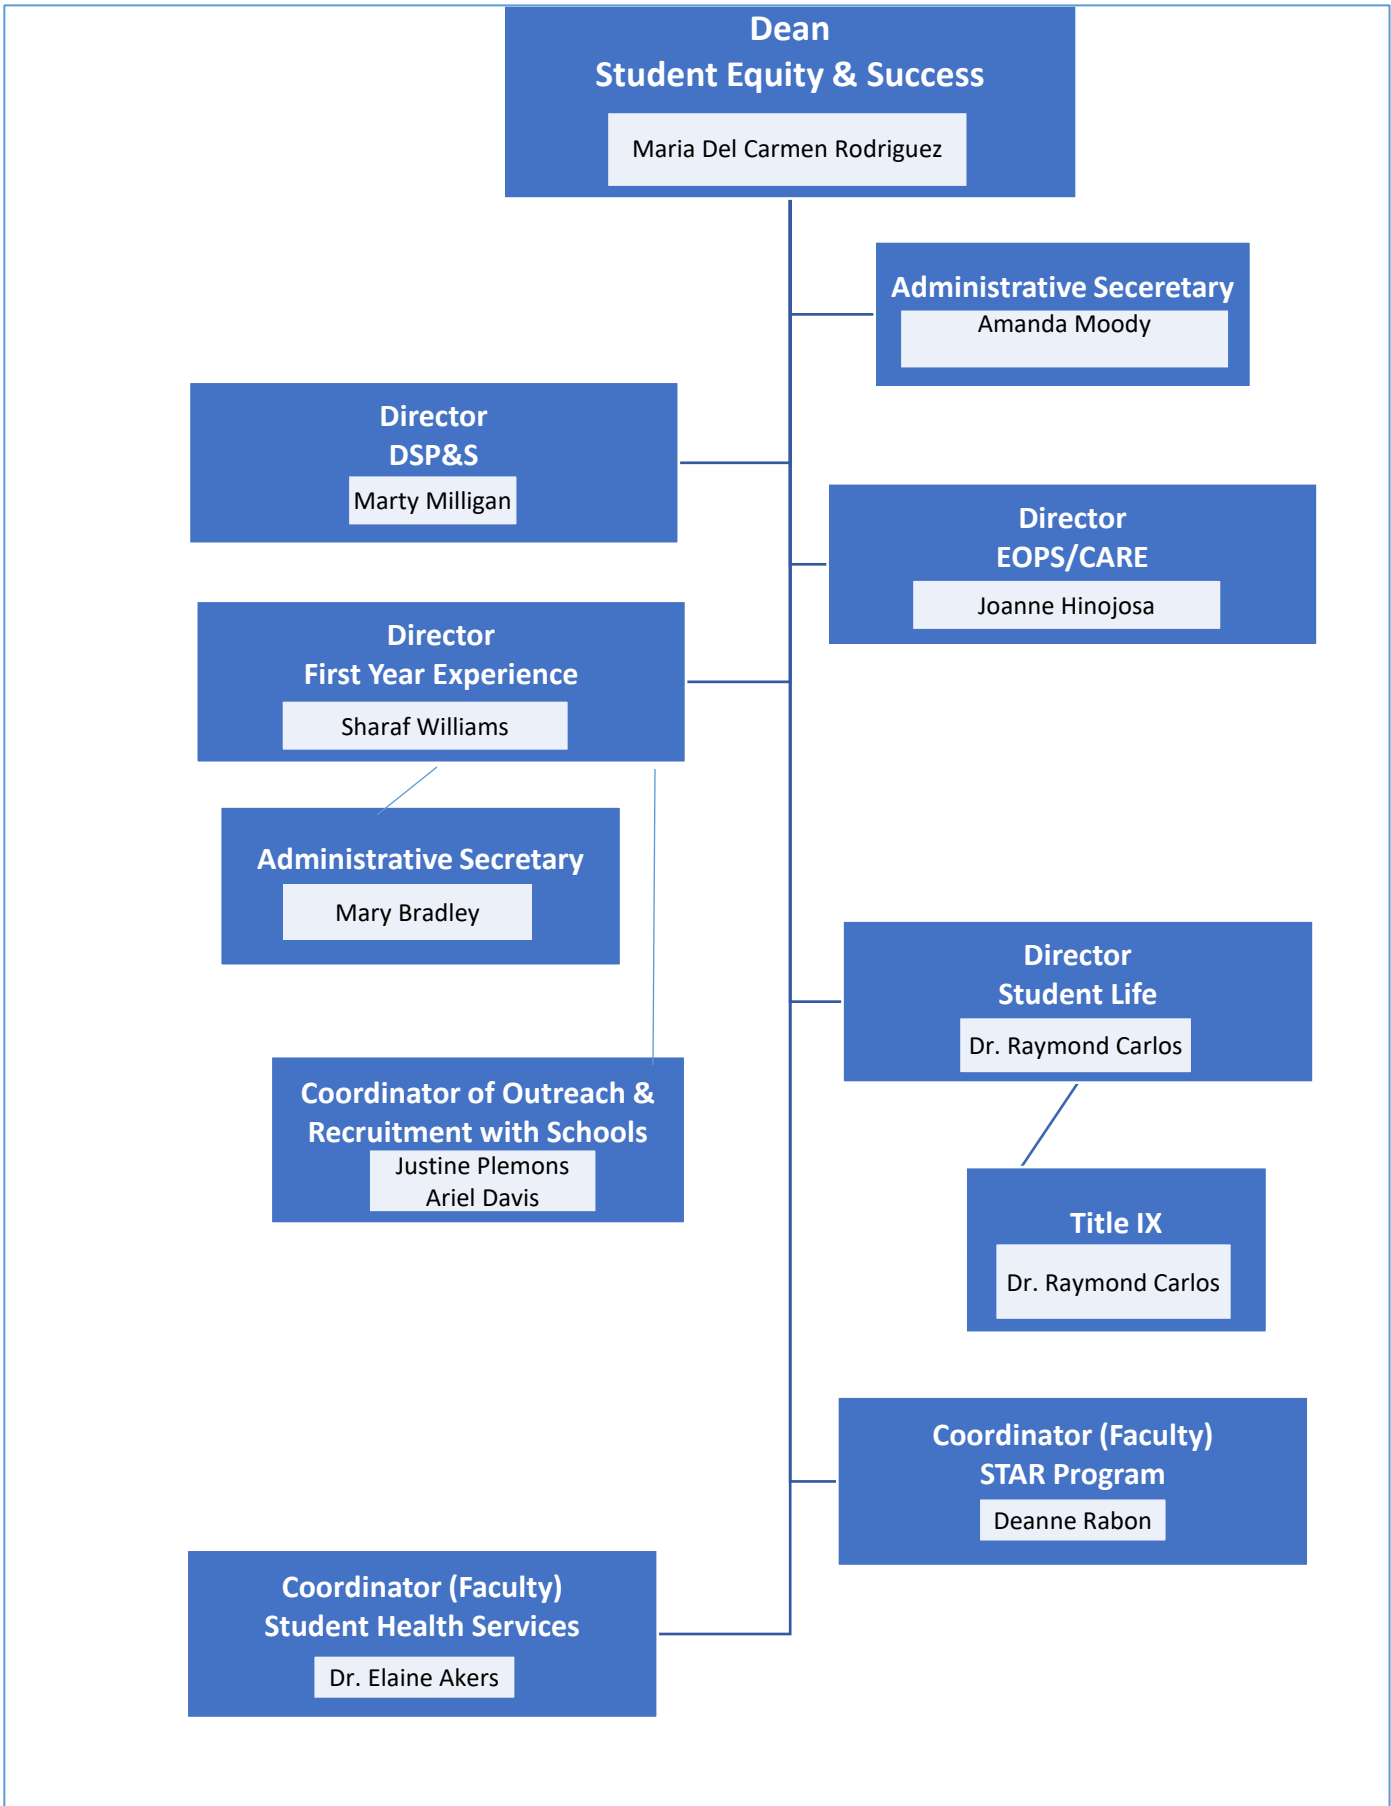 Dean
Student Equity & Success
Maria Del Carmen Rodriguez
Administrative Seceretary
Amanda Moody
Director
DSP&S
Marty Milligan
Director
EOPS/CARE
Joanne Hinojosa
Director
First Year Experience
Sharaf Williams
Administrative Secretary
Mary Bradley
Director
Student Life
Dr. Raymond Carlos
Coordinator of Outreach &
Recruitment with Schools
Justine Plemons
Ariel Davis
Title IX
Dr. Raymond Carlos
Coordinator (Faculty)
STAR Program
Deanne Rabon
Coordinator (Faculty)
Student Health Services
Dr. Elaine Akers